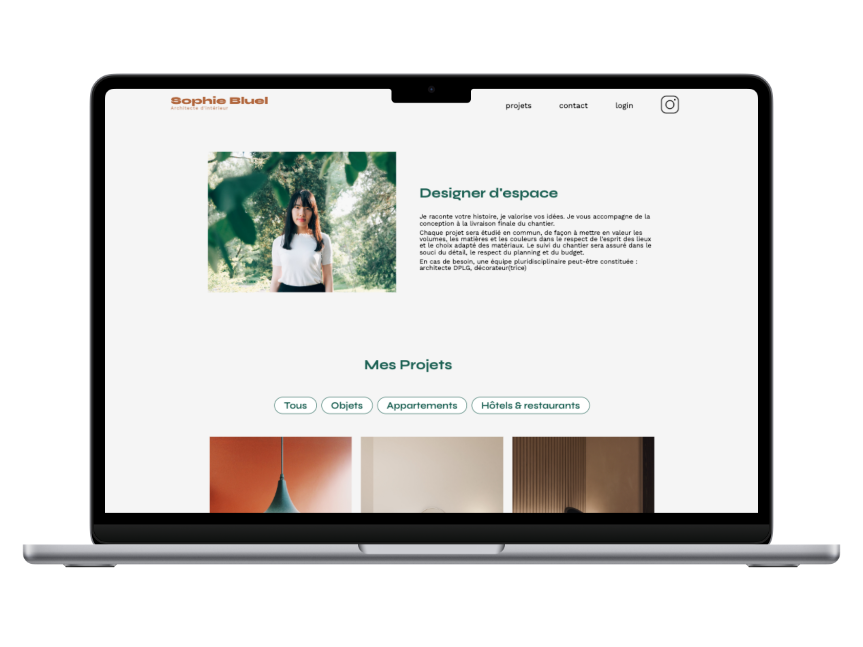 Sophie Bluel
Architecte d'intérieur
projets
contact
login
Designer d'espace
Je raconte votre histoire, je valorise vos idées. Je vous accompagne de la
conception à la livraison finale du chantier.
Chaque projet sera étudié en commun, de façon à mettre en valeur les
volumes, les matières et les couleurs dans le respect de l'esprit des lieux
et le choix adapté des matériaux. Le suivi du chantier sera assuré dans le
souci du détail, le respect du planning et du budget.
En cas de besoin, une équipe pluridisciplinaire peut-être constituée :
architecte DPLG, décorateur(trice)
Mes Projets
Tous
Objets
Appartements
Hôtels & restaurants